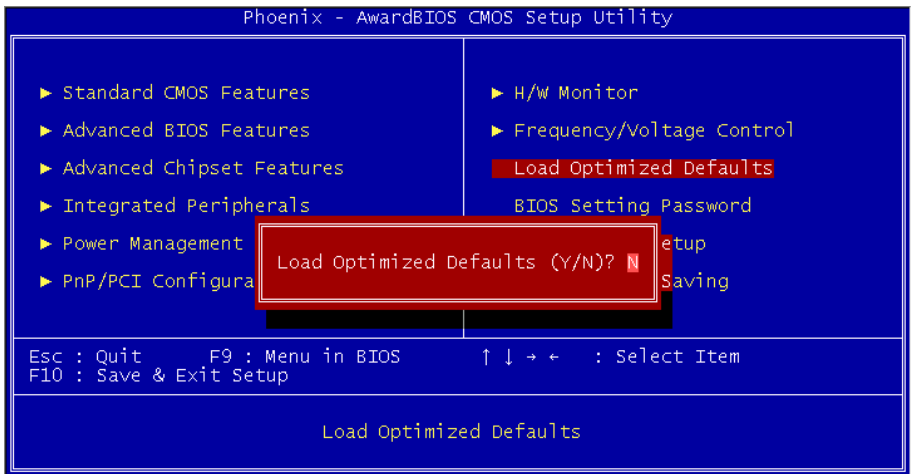 Phoenix - AwardBIOS CMOS Setup Utility
► Standard CMOS Features
► Advanced BIOS Features
► Advanced Chipset Features
► Integrated Peripherals
► Power Management
► PnP/PCI Configura
► H/W Monitor
► Frequency/Voltage Control
Load Optimized Defaults
BIOS Setting Password
etup
Saving
Load Optimized Defaults (Y/N)? N
Esc : Quit F9 : Menu in BIOS ↑ ↓ → ← : Select Item
F10 : Save & Exit Setup
Load Optimized Defaults